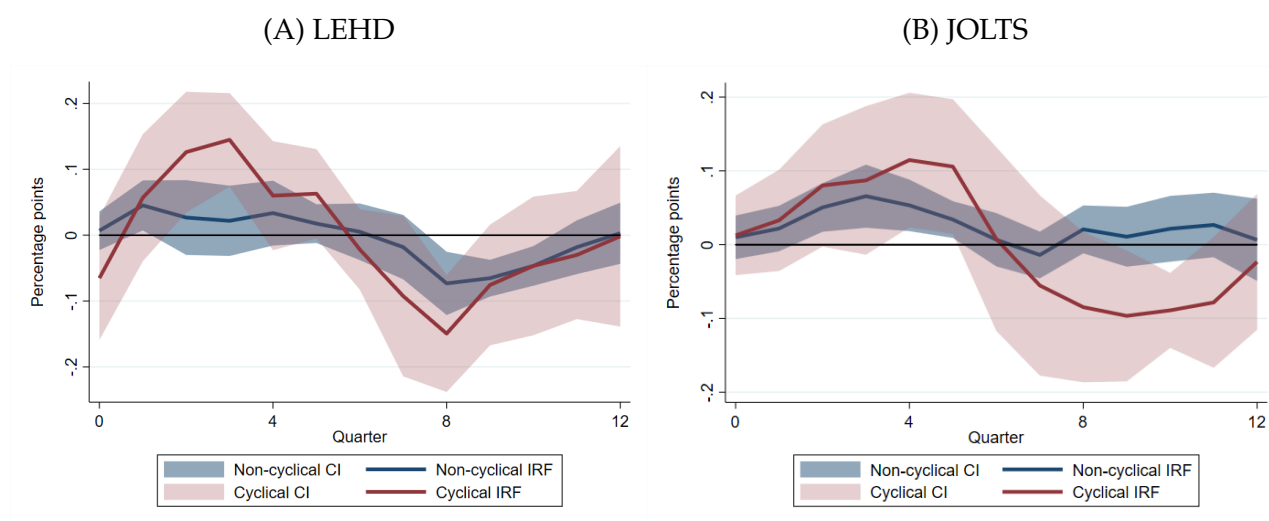 (A) LEHD
Percentage points
.2
.1
0
-.1
-.2
0 4 8 12
Quarter
Non-cyclical CI Non-cyclical IRF
Cyclical CI Cyclical IRF
(B) JOLTS
Percentage points
.2
.1
0
-.1
-.2
0 4 8 12
Quarter
Non-cyclical CI Non-cyclical IRF
Cyclical CI Cyclical IRF